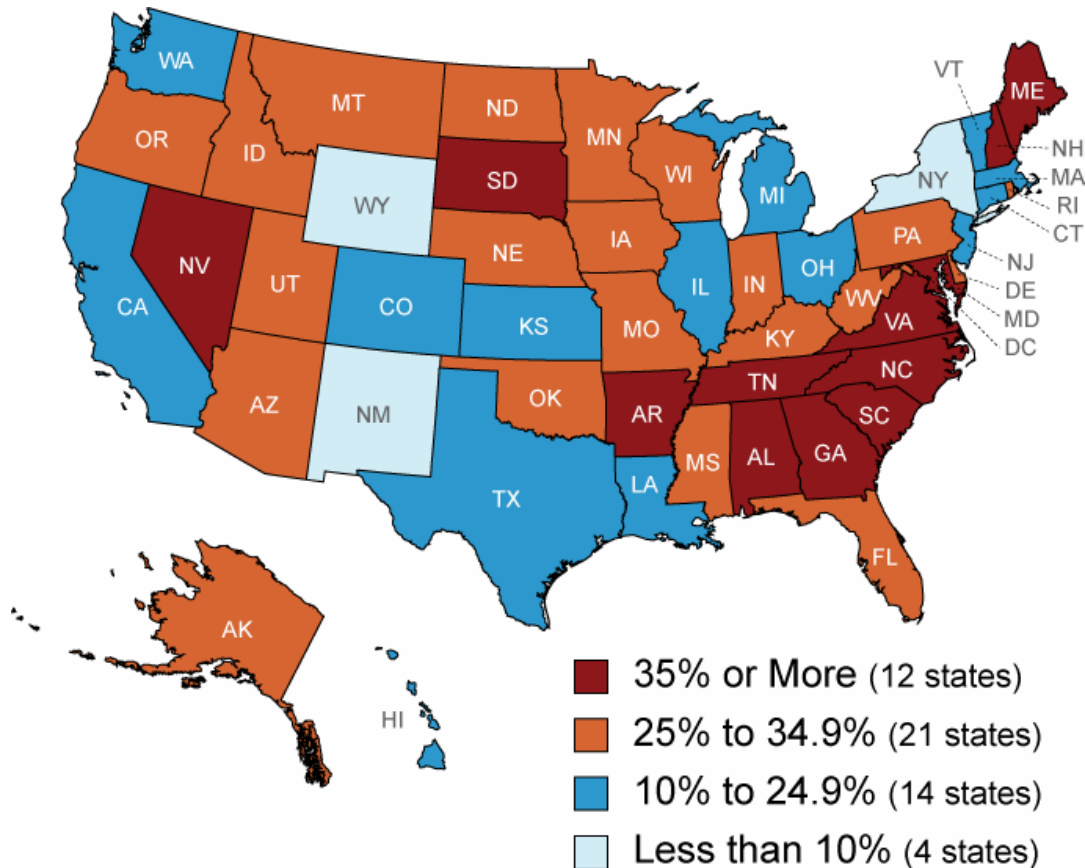 WA
VT
ME
MT
ND
MN
OR
ID
NH
SD
WI
NY
MA
WY
MI
RI
CT
IA
PA
NE
NV
NJ
OH
UT
IN
IL
DE
CA
CO
WV
MD
KS
MO
VA
KY
DC
NC
TN
OK
AZ
AR
SC
NM
MS
AL
GA
LA
TX
FL
AK
HI
35% or More (12 states)
25% to 34.9% (21 states)
10% to 24.9% (14 states)
Less than 10% (4 states)